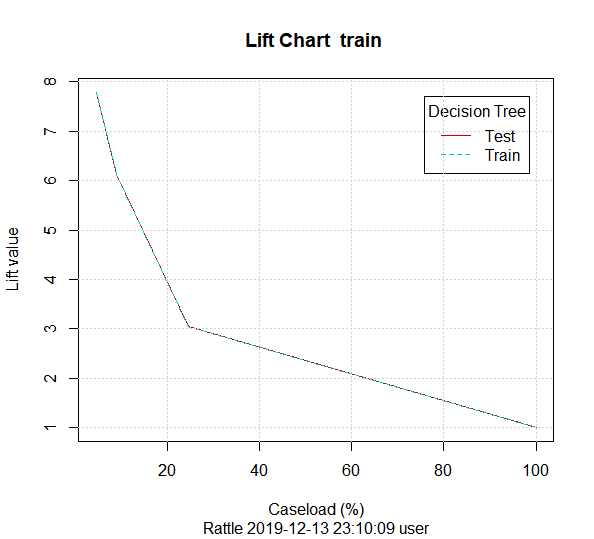 Lift Chart  train
8
7
6
5
4
3
2
1
Lift value
Decision Tree
Test
Train
20 40 60 80 100
Caseload (%)
Rattle 2019-12-13 23:10:09 user